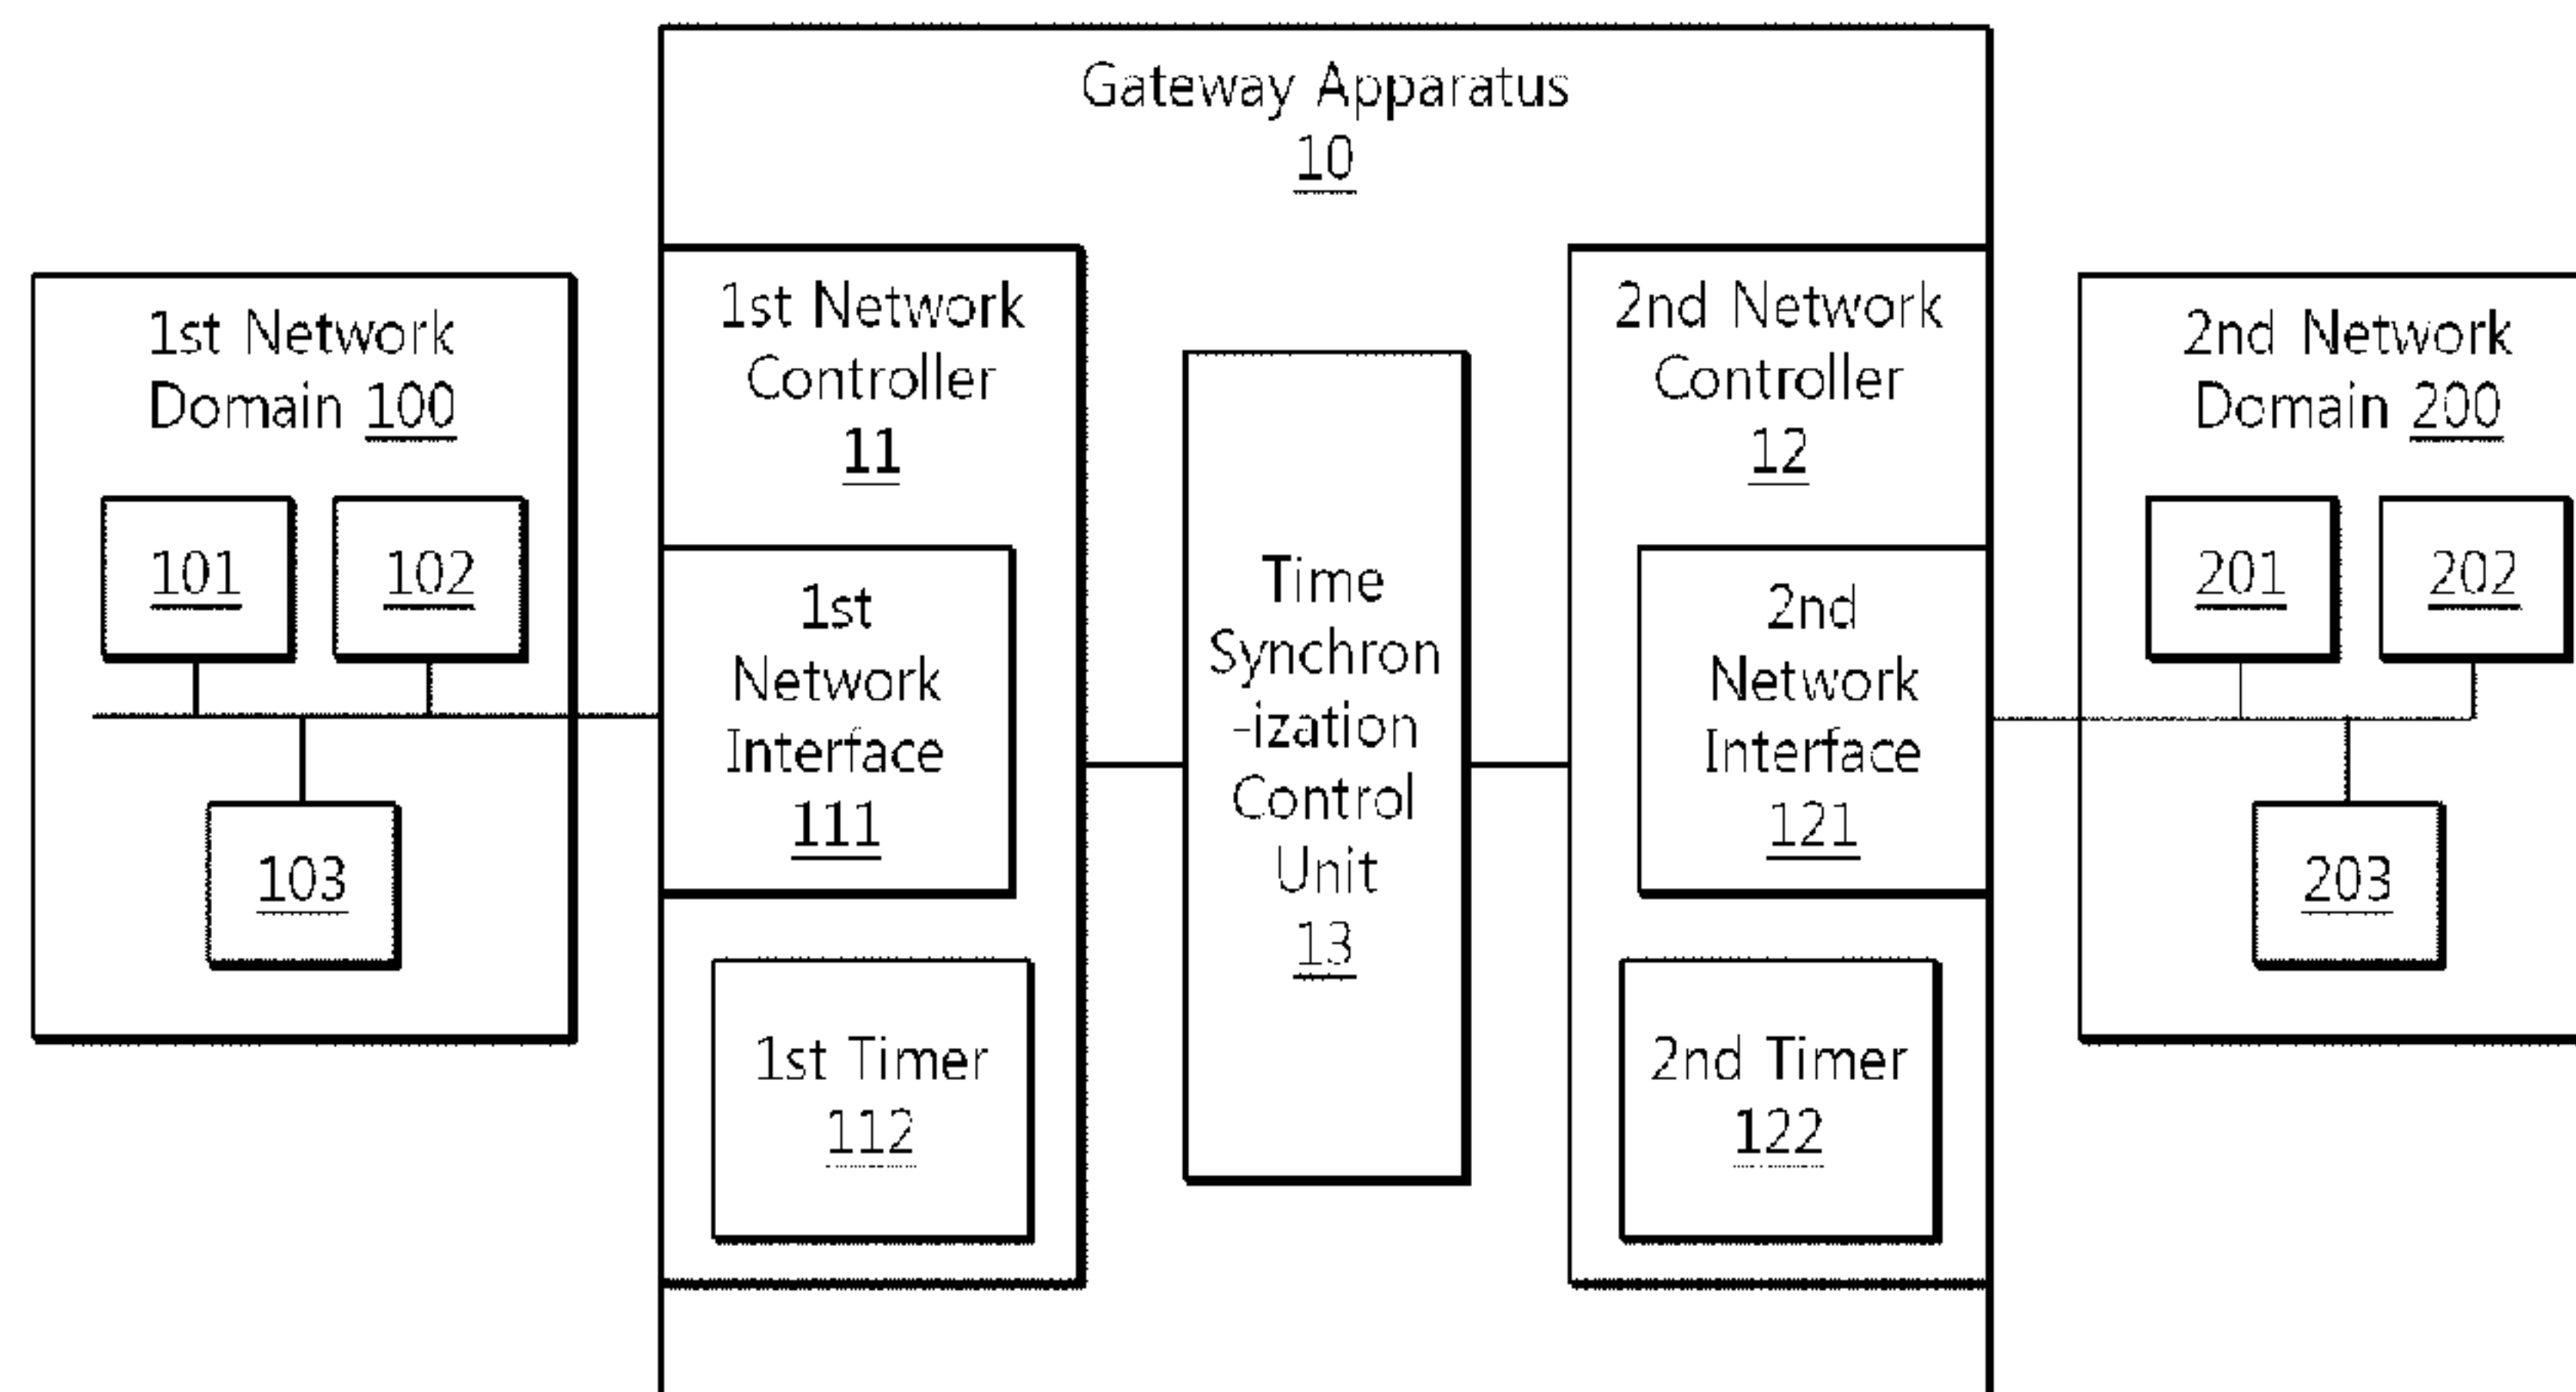 Gateway Apparatus
10
1st Network
Domain 100
101
102
103
1st Network
Controller
11
1st
Network
Interface
111
1st Timer
112
Time
Synchron
-ization
Control
Unit
13
2nd Network
Controller
12
2nd
Network
Interface
121
2nd Timer
122
2nd Network
Domain 200
201
202
203